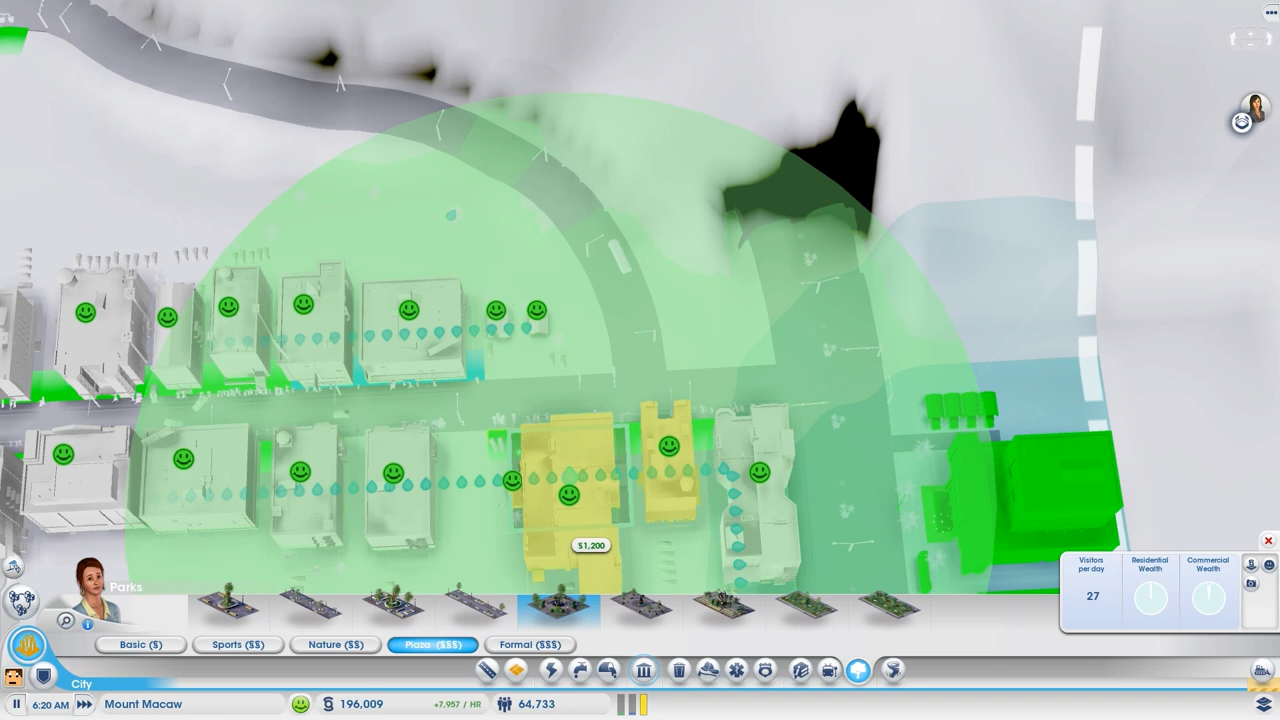 $1,200
Visitors per day
Residential Wealth
Commercial Wealth
27
Parks
Basic ($)
Sports ($$)
Nature ($$)
Plaza ($$$)
Formal ($$$)
City
6:20 AM
Mount Macaw
196,009
+7,957 / HR
64,733